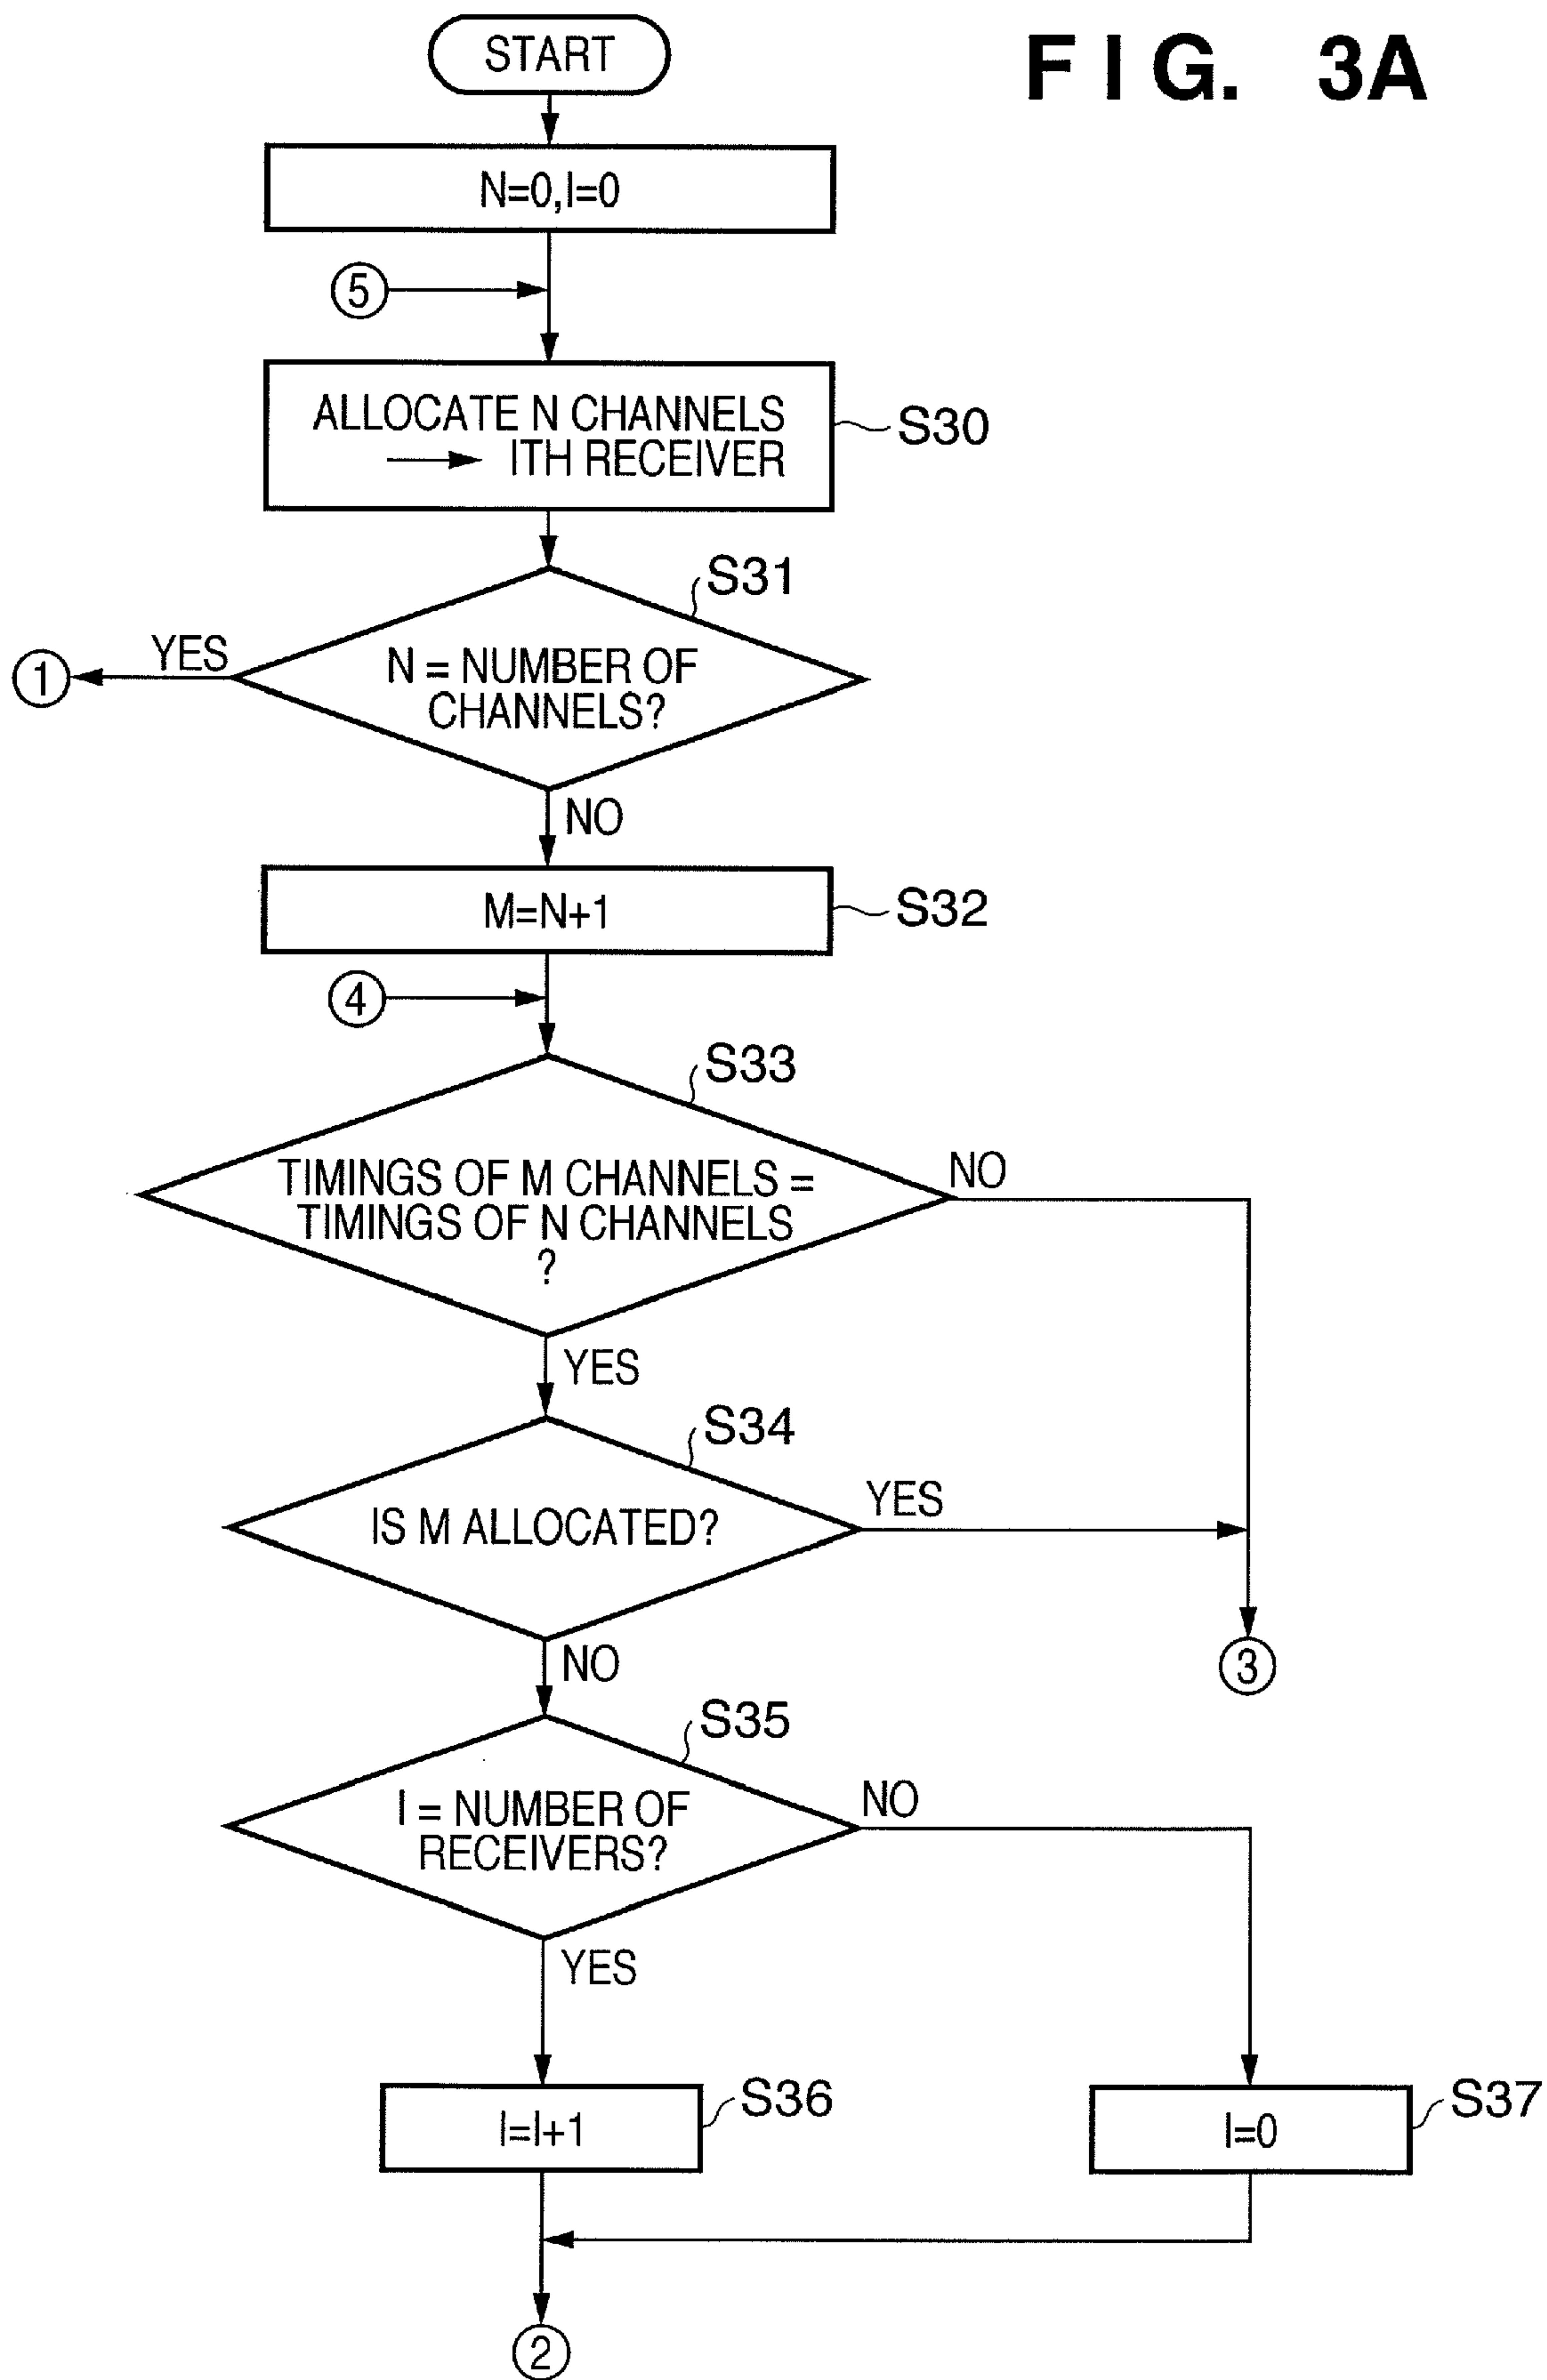 FIG. 3A
START
N=0,I=0
5
ALLOCATE N CHANNELS
→ ITH RECEIVER
S30
S31
N = NUMBER OF
CHANNELS?
YES
1
NO
M=N+1
S32
4
S33
TIMINGS OF M CHANNELS =
TIMINGS OF N CHANNELS
?
NO
YES
S34
IS M ALLOCATED?
YES
3
NO
S35
I = NUMBER OF
RECEIVERS?
NO
YES
I=I+1
S36
I=0
S37
2